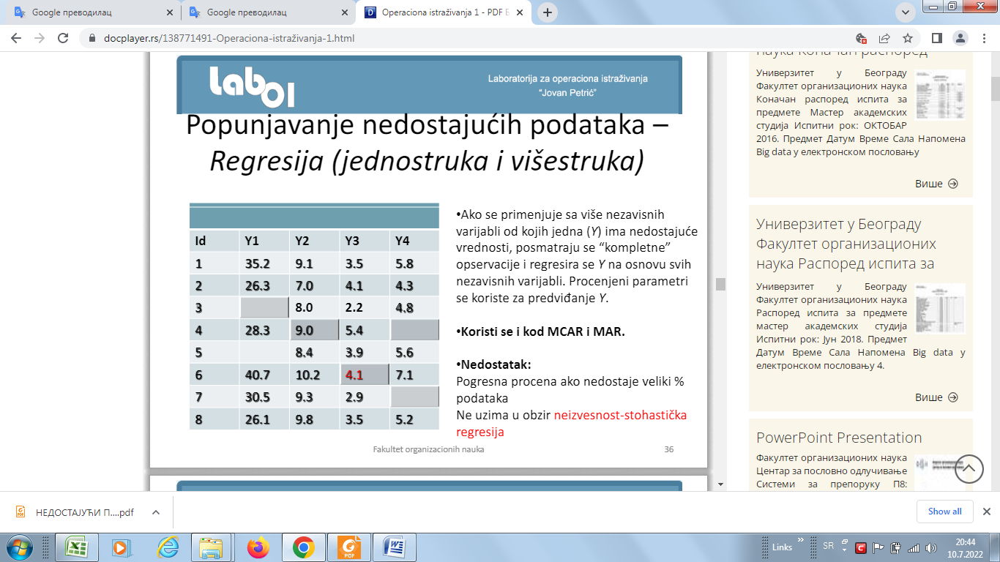 Google преводилац
Google преводилац
Operaciona istraživanja 1 - PDF Б
docplayer.rs/138771491-Operaciona-istraživanja-1.html
Lab OI
Laboratorija za operaciona istraživanja
“Jovan Petrić”
Popunjavanje nedostajućih podataka –
Regresija (jednostruka i višestruka)
Id Y1 Y2 Y3 Y4
1 35.2 9.1 3.5 5.8
2 26.3 7.0 4.1 4.3
3 8.0 2.2 4.8
4 28.3 9.0 5.4
5 8.4 3.9 5.6
6 40.7 10.2 4.1 7.1
7 30.5 9.3 2.9
8 26.1 9.8 3.5 5.2
•Ako se primenjuje sa više nezavisnih
varijabli od kojih jedna (Y) ima nedostajuće
vrednosti, posmatraju se “kompletne”
opservacije i regresira se Y na osnovu svih
nezavisnih varijabli. Procenjeni parametri
se koriste za predviđanje Y.
•Koristi se i kod MCAR i MAR.
•Nedostatak:
Pogresna procena ako nedostaje veliki %
podataka
Ne uzima u obzir neizvesnost-stohastička
regresija
Fakultet organizacionih nauka
36
наука Коначан распоред
Универзитет у Београду
Факултет организационих наука
Коначан распоред испита за
предмете Мастер академских
студија Испитни рок: ОКТОБАР
2016. Предмет Датум Време Сала Напомена
Big data у електронском пословању
Више
Универзитет у Београду
Факултет организационих
наука Распоред испита за
Универзитет у Београду
Факултет организационих наука
Распоред испита за предмете
мастер академских студија
Испитни рок: Јун 2018. Предмет
Датум Време Сала Напомена Big data у
електронском пословању 4.
Више
PowerPoint Presentation
Факултет организационих наука
Центар за пословно одлучивање
Системи за препоруку П8:
НЕДОСТАЈУЋИ П....pdf
Show all
PDF
Links
SR
20:44
10.7.2022